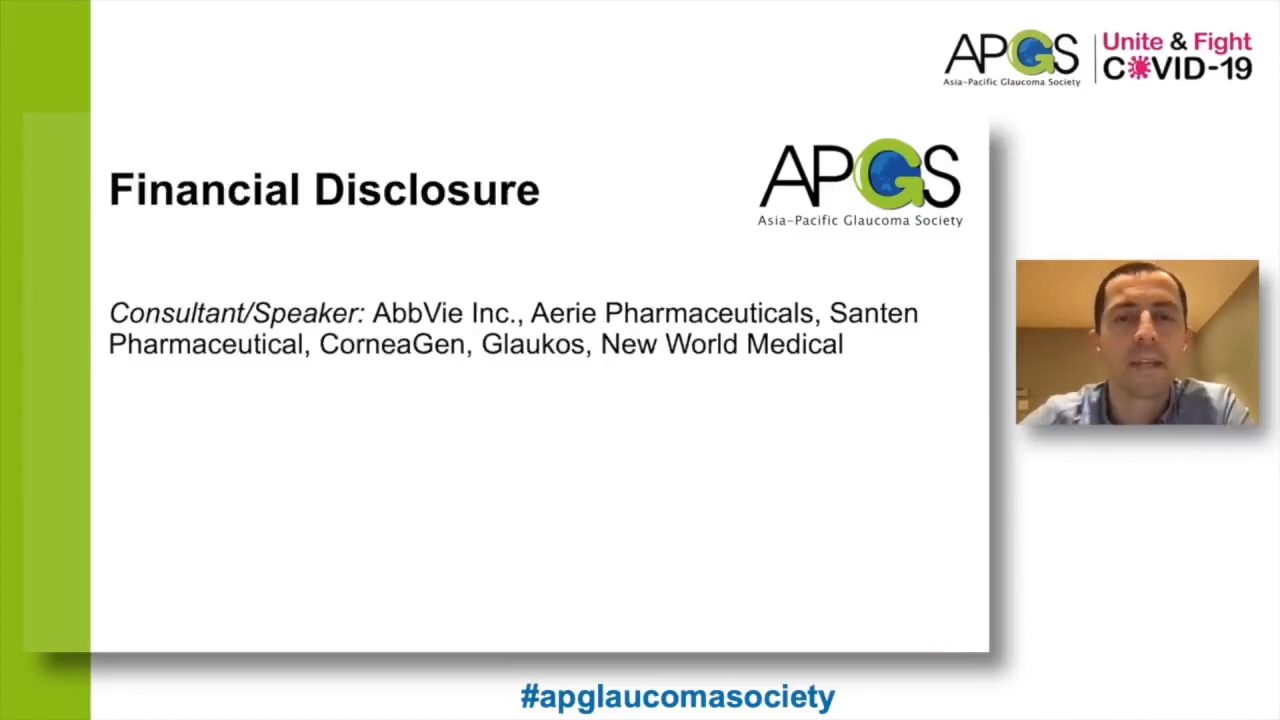 APGS
Asia-Pacific Glaucoma Society
Unite & Fight
COVID-19
Financial Disclosure
APGS
Asia-Pacific Glaucoma Society
Consultant/Speaker: AbbVie Inc., Aerie Pharmaceuticals, Santen
Pharmaceutical, CorneaGen, Glaukos, New World Medical
#apglaucomasociety